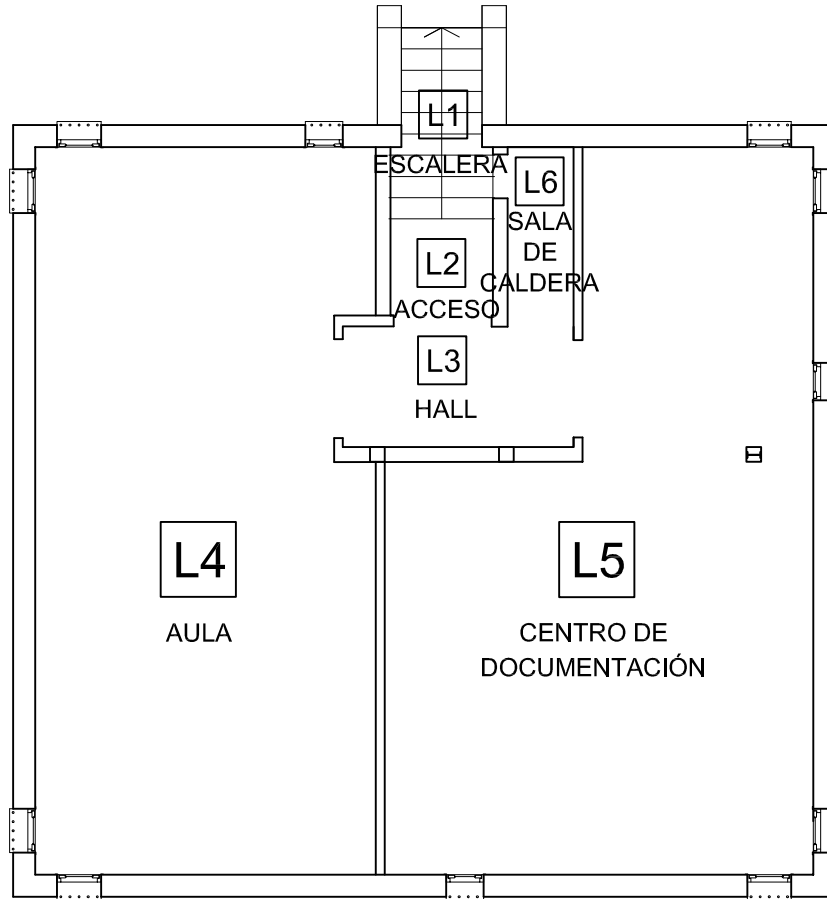 L1
ESCALERA
L6
SALA
DE
CALDERA
L2
ACCESO
L3
HALL
L4
AULA
L5
CENTRO DE
DOCUMENTACIÓN